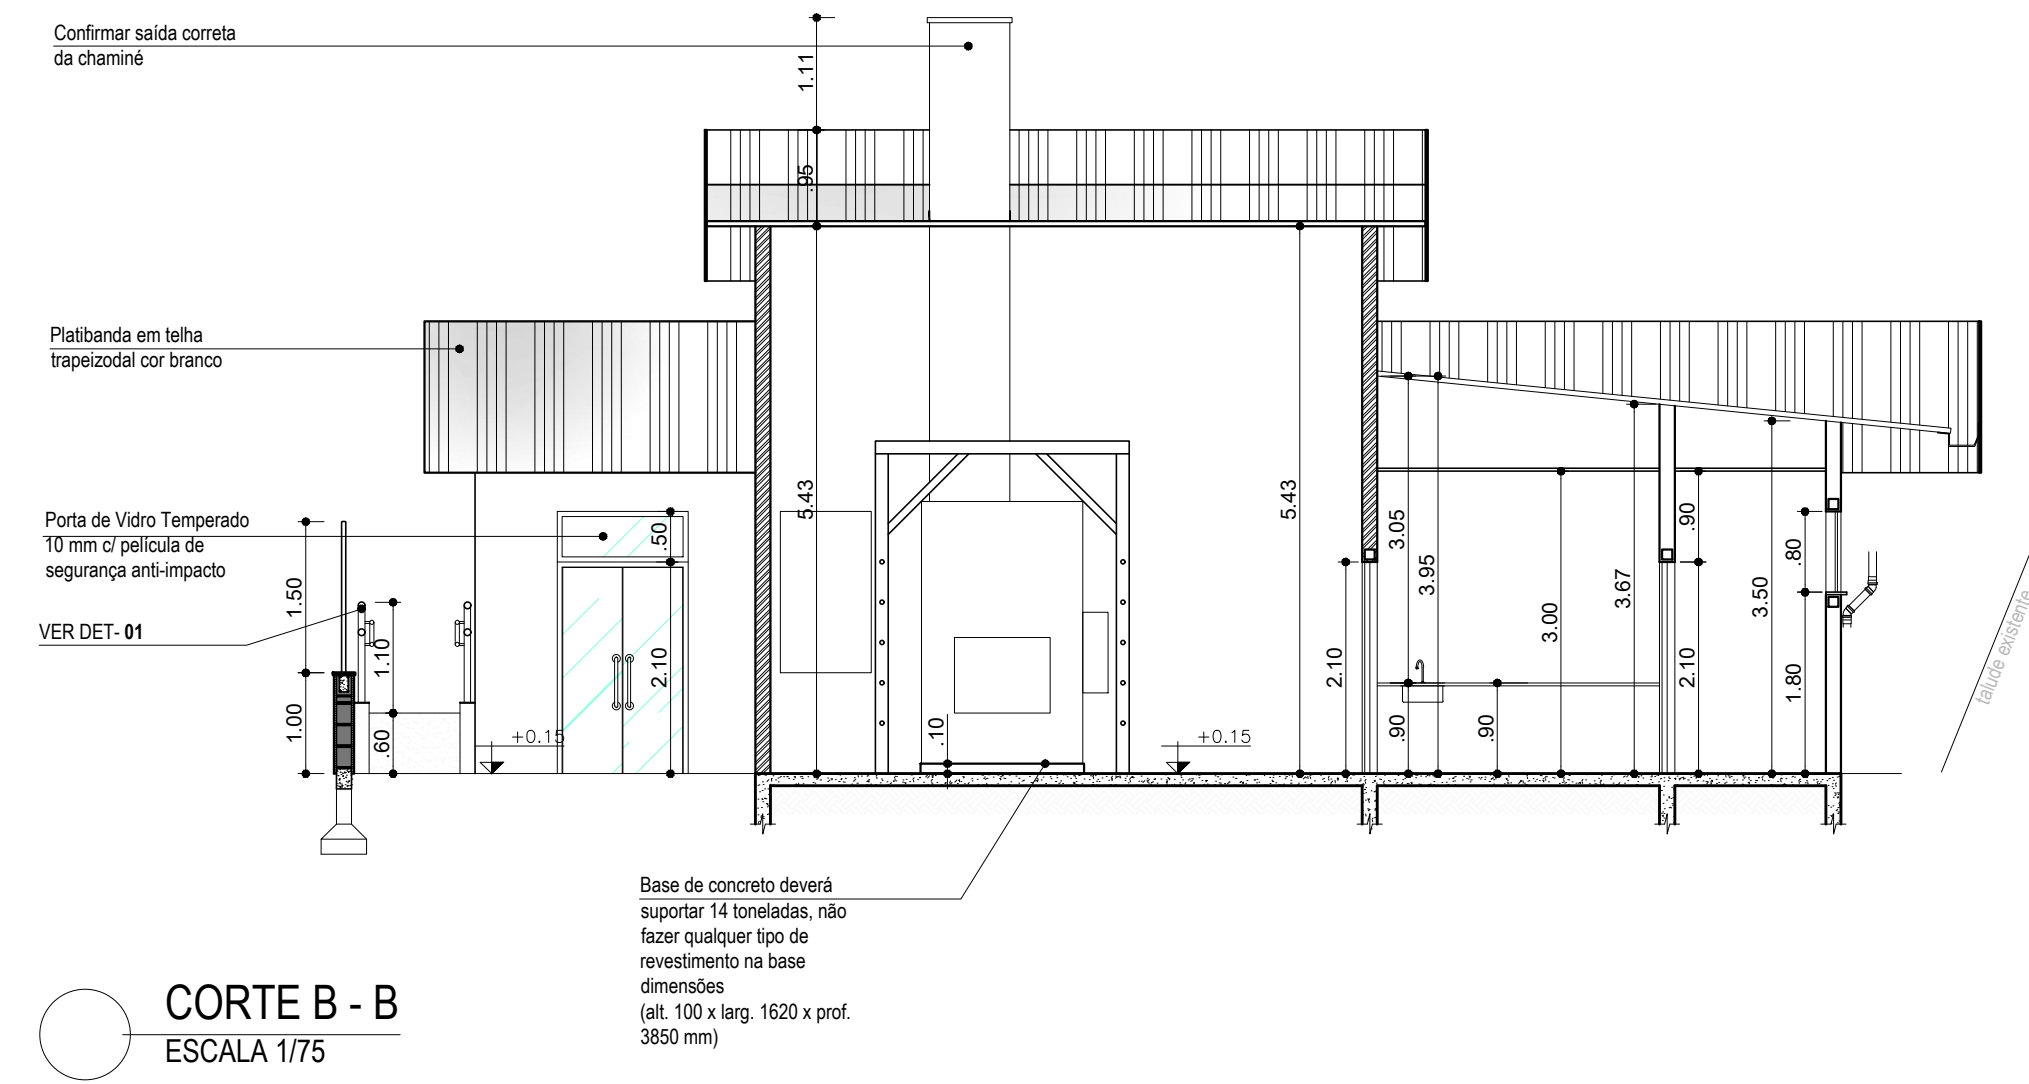 Confirmar saída correta
da chaminé
1.11
.95
Platibanda em telha
trapeizodal cor branco
5.43
5.43
Porta de Vidro Temperado
10 mm c/ película de
segurança anti-impacto
.50
3.05
3.95
3.67
3.00
3.50
.90
.80
1.50
VER DET- 01
1.10
2.10
2.10
2.10
1.80
talude existente
1.00
.60
+0.15
.10
+0.15
.90
.90
Base de concreto deverá
suportar 14 toneladas, não
fazer qualquer tipo de
revestimento na base
dimensões
(alt. 100 x larg. 1620 x prof.
3850 mm)
CORTE B - B
ESCALA 1/75